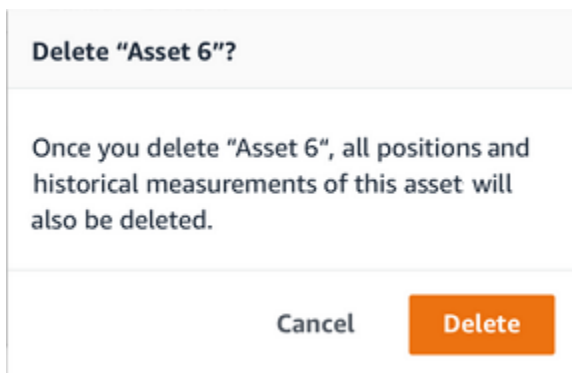 Delete “Asset 6”?
Once you delete “Asset 6“, all positions and
historical measurements of this asset will
also be deleted.
Cancel
Delete